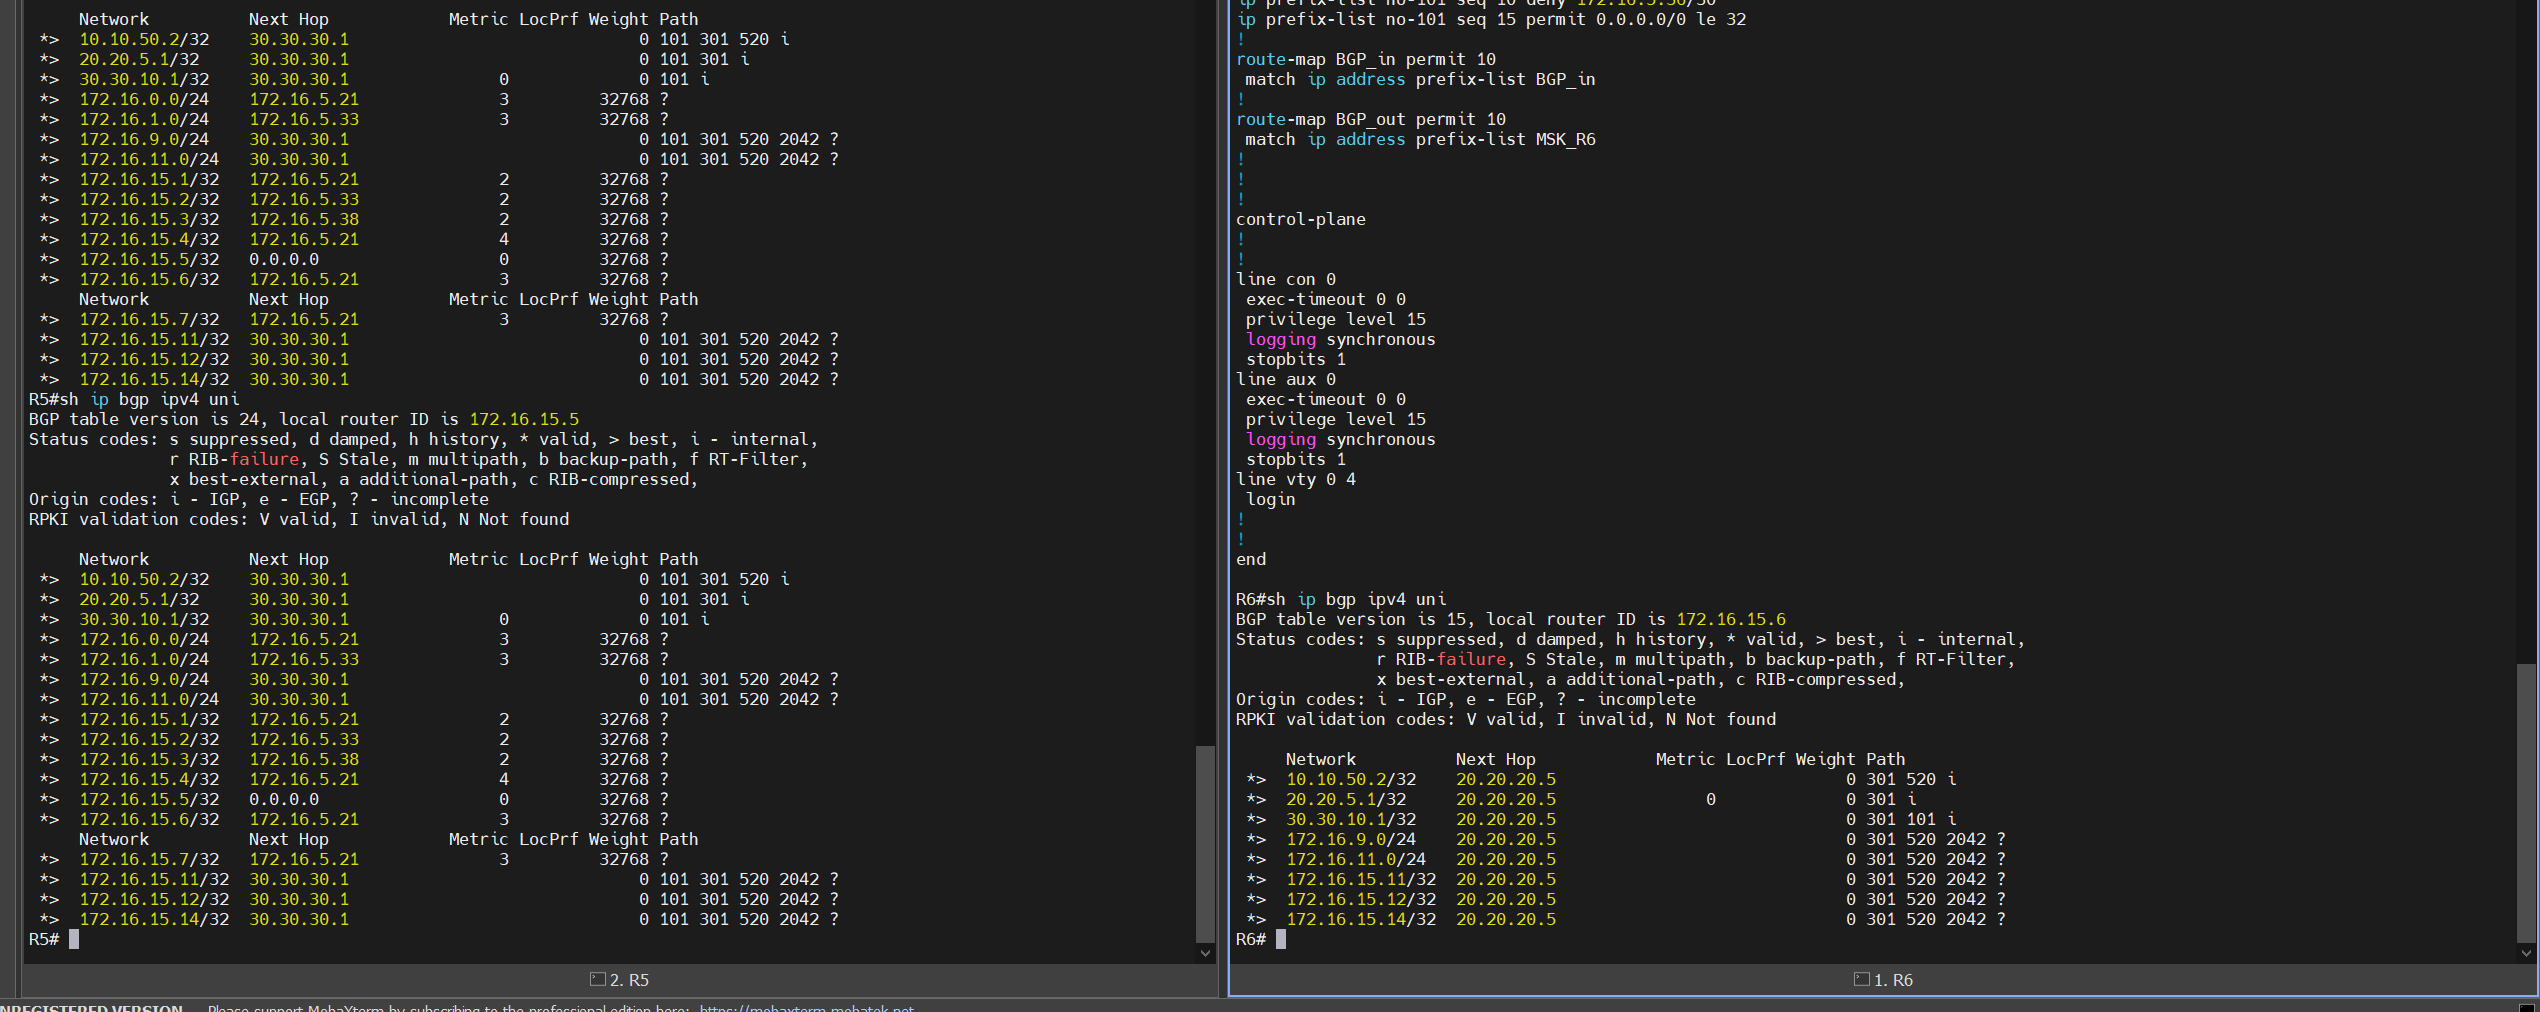 Network          Next Hop            Metric LocPrf Weight Path
 *>  10.10.50.2/32    30.30.30.1                             0 101 301 520 i
 *>  20.20.5.1/32     30.30.30.1                             0 101 301 i
 *>  30.30.10.1/32    30.30.30.1               0             0 101 i
 *>  172.16.0.0/24    172.16.5.21              3         32768 ?
 *>  172.16.1.0/24    172.16.5.33              3         32768 ?
 *>  172.16.9.0/24    30.30.30.1                             0 101 301 520 2042 ?
 *>  172.16.11.0/24   30.30.30.1                             0 101 301 520 2042 ?
 *>  172.16.15.1/32   172.16.5.21              2         32768 ?
 *>  172.16.15.2/32   172.16.5.33              2         32768 ?
 *>  172.16.15.3/32   172.16.5.38              2         32768 ?
 *>  172.16.15.4/32   172.16.5.21              4         32768 ?
 *>  172.16.15.5/32   0.0.0.0                  0         32768 ?
 *>  172.16.15.6/32   172.16.5.21              3         32768 ?
     Network          Next Hop            Metric LocPrf Weight Path
 *>  172.16.15.7/32   172.16.5.21              3         32768 ?
 *>  172.16.15.11/32  30.30.30.1                             0 101 301 520 2042 ?
 *>  172.16.15.12/32  30.30.30.1                             0 101 301 520 2042 ?
 *>  172.16.15.14/32  30.30.30.1                             0 101 301 520 2042 ?
R5#sh ip bgp ipv4 uni
BGP table version is 24, local router ID is 172.16.15.5
Status codes: s suppressed, d damped, h history, * valid, > best, i - internal,
              r RIB-failure, S Stale, m multipath, b backup-path, f RT-Filter,
              x best-external, a additional-path, c RIB-compressed,
Origin codes: i - IGP, e - EGP, ? - incomplete
RPKI validation codes: V valid, I invalid, N Not found
     Network          Next Hop            Metric LocPrf Weight Path
 *>  10.10.50.2/32    30.30.30.1                             0 101 301 520 i
 *>  20.20.5.1/32     30.30.30.1                             0 101 301 i
 *>  30.30.10.1/32    30.30.30.1               0             0 101 i
 *>  172.16.0.0/24    172.16.5.21              3         32768 ?
 *>  172.16.1.0/24    172.16.5.33              3         32768 ?
 *>  172.16.9.0/24    30.30.30.1                             0 101 301 520 2042 ?
 *>  172.16.11.0/24   30.30.30.1                             0 101 301 520 2042 ?
 *>  172.16.15.1/32   172.16.5.21              2         32768 ?
 *>  172.16.15.2/32   172.16.5.33              2         32768 ?
 *>  172.16.15.3/32   172.16.5.38              2         32768 ?
 *>  172.16.15.4/32   172.16.5.21              4         32768 ?
 *>  172.16.15.5/32   0.0.0.0                  0         32768 ?
 *>  172.16.15.6/32   172.16.5.21              3         32768 ?
     Network          Next Hop            Metric LocPrf Weight Path
 *>  172.16.15.7/32   172.16.5.21              3         32768 ?
 *>  172.16.15.11/32  30.30.30.1                             0 101 301 520 2042 ?
 *>  172.16.15.12/32  30.30.30.1                             0 101 301 520 2042 ?
 *>  172.16.15.14/32  30.30.30.1                             0 101 301 520 2042 ?
R5#
2. R5
ip prefix-list no-101 seq 10 deny 172.16.5.36/30
ip prefix-list no-101 seq 15 permit 0.0.0.0/0 le 32
!
route-map BGP_in permit 10
 match ip address prefix-list BGP_in
!
route-map BGP_out permit 10
 match ip address prefix-list MSK_R6
!
!
!
control-plane
!
!
line con 0
 exec-timeout 0 0
 privilege level 15
 logging synchronous
 stopbits 1
line aux 0
 exec-timeout 0 0
 privilege level 15
 logging synchronous
 stopbits 1
line vty 0 4
 login
!
!
end
R6#sh ip bgp ipv4 uni
BGP table version is 15, local router ID is 172.16.15.6
Status codes: s suppressed, d damped, h history, * valid, > best, i - internal,
              r RIB-failure, S Stale, m multipath, b backup-path, f RT-Filter,
              x best-external, a additional-path, c RIB-compressed,
Origin codes: i - IGP, e - EGP, ? - incomplete
RPKI validation codes: V valid, I invalid, N Not found
     Network          Next Hop            Metric LocPrf Weight Path
 *>  10.10.50.2/32    20.20.20.5                             0 301 520 i
 *>  20.20.5.1/32     20.20.20.5               0             0 301 i
 *>  30.30.10.1/32    20.20.20.5                             0 301 101 i
 *>  172.16.9.0/24    20.20.20.5                             0 301 520 2042 ?
 *>  172.16.11.0/24   20.20.20.5                             0 301 520 2042 ?
 *>  172.16.15.11/32  20.20.20.5                             0 301 520 2042 ?
 *>  172.16.15.12/32  20.20.20.5                             0 301 520 2042 ?
 *>  172.16.15.14/32  20.20.20.5                             0 301 520 2042 ?
R6#
1. R6
NREGISTERED VERSION - Please support MobaXterm by subscribing to the professional edition here: https://mobaxterm.mobatek.net